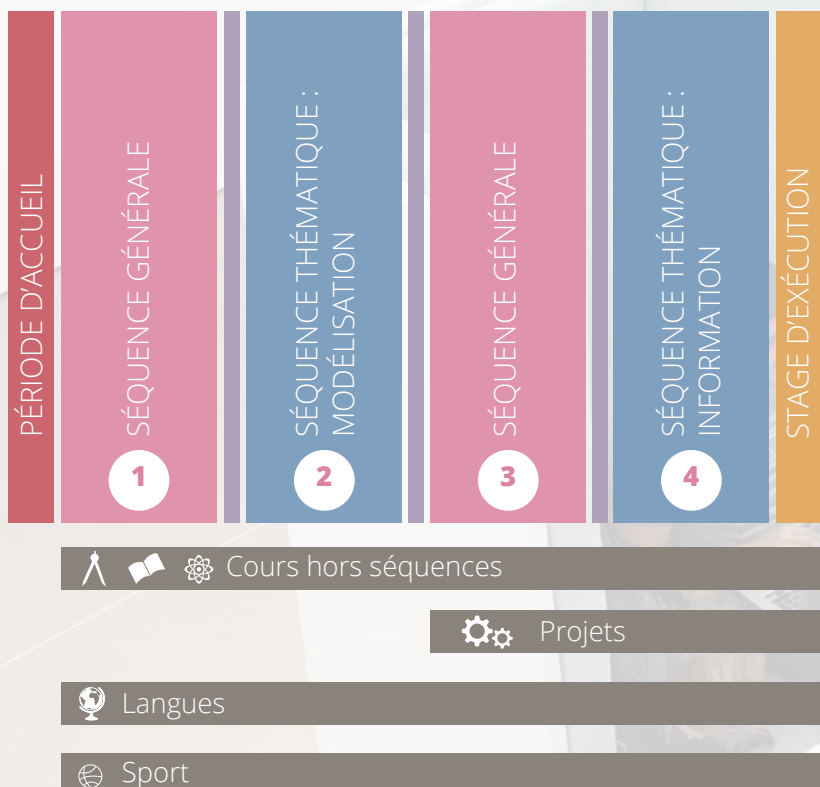 PÉRIODE D'ACCUEIL
SÉQUENCE GÉNÉRALE
1
SÉQUENCE THÉMATIQUE :
MODÉLISATION
2
SÉQUENCE GÉNÉRALE
3
SÉQUENCE THÉMATIQUE :
INFORMATION
4
STAGE D'EXÉCUTION
Cours hors séquences
Projets
Langues
Sport